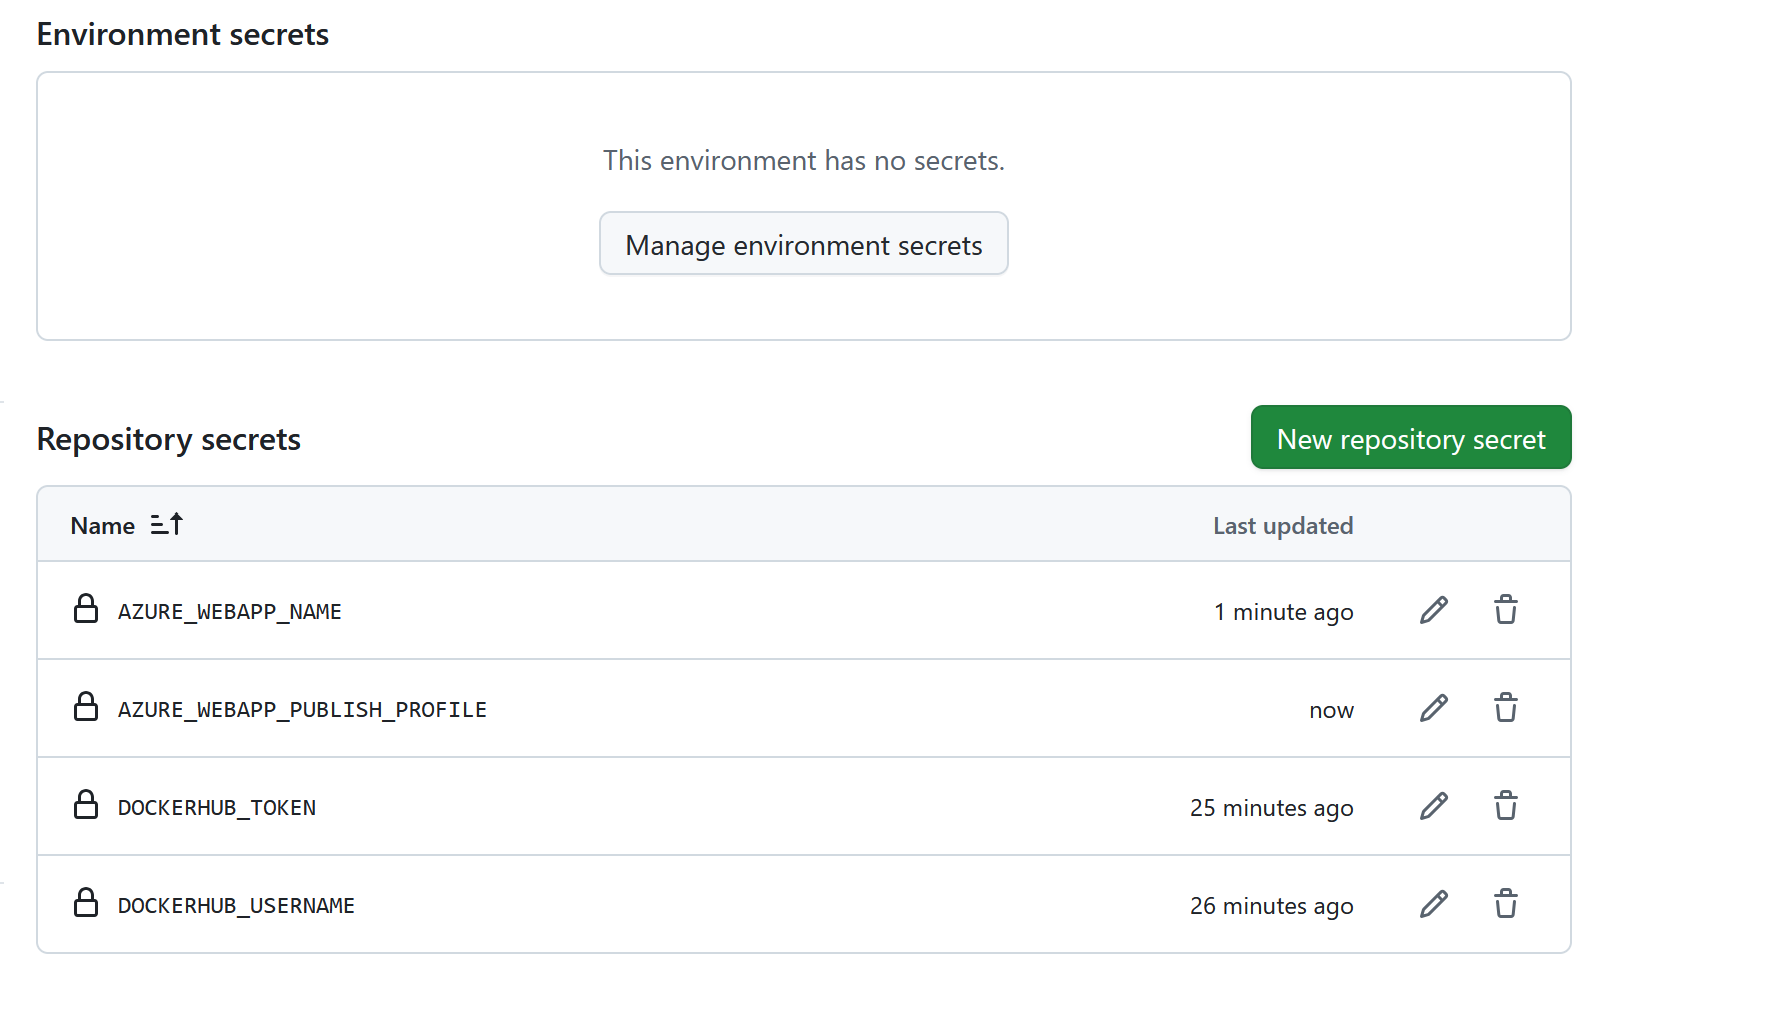 Environment secrets
This environment has no secrets.
Manage environment secrets
Repository secrets
New repository secret
Name Last updated
AZURE_WEBAPP_NAME 1 minute ago
AZURE_WEBAPP_PUBLISH_PROFILE now
DOCKERHUB_TOKEN 25 minutes ago
DOCKERHUB_USERNAME 26 minutes ago